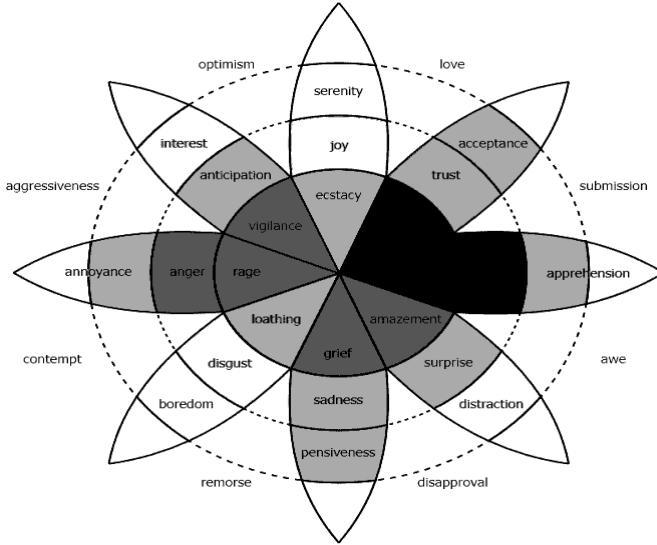 optimism
love
serenity
interest
joy
acceptance
anticipation
trust
aggressiveness
ecstacy
submission
vigilance
annoyance
anger
rage
apprehension
loathing
amazement
contempt
disgust
grief
surprise
awe
boredom
sadness
distraction
pensiveness
remorse
disapproval